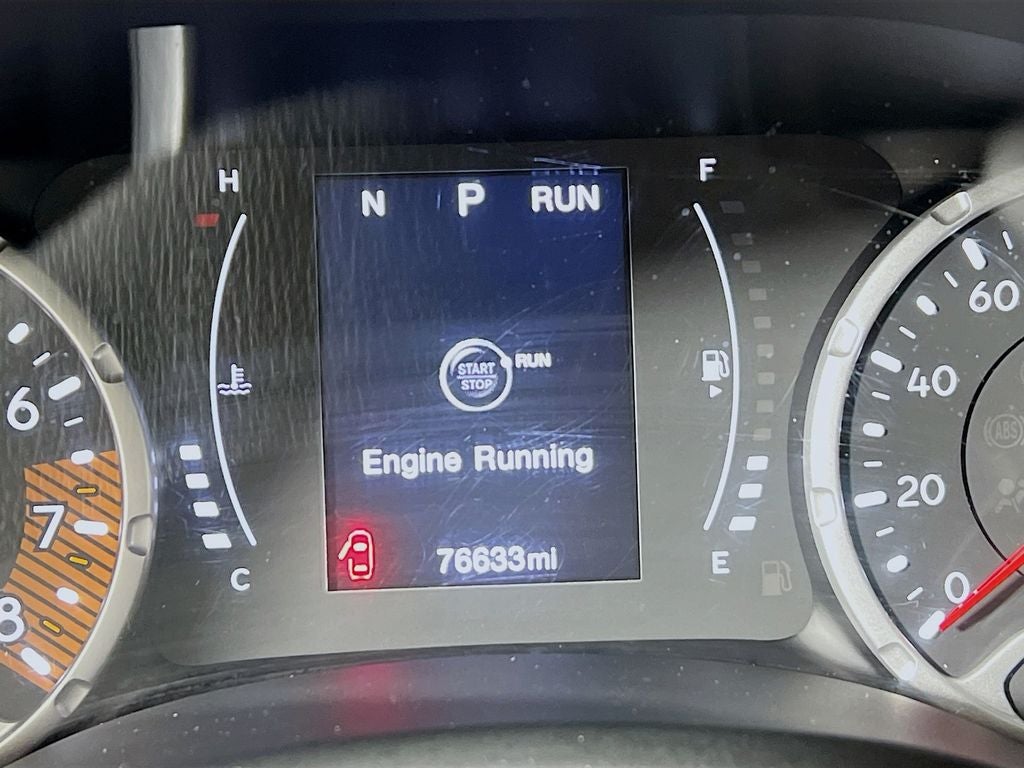 H
F
N P RUN
60
START
STOP
RUN
40
6
Engine Running
ABS
20
7
76633mi
C
E
0
8